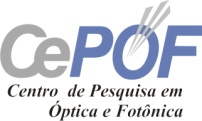 CePOF
Centro de Pesquisa em
Óptica e Fotônica